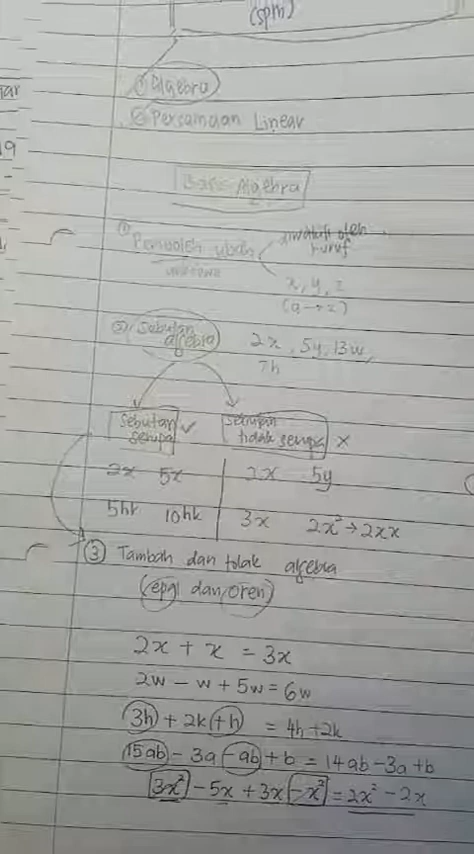 (spm)
① Algebra
② Persamaan Linear
Basic Algebra
① Pemboleh ubah diwakili oleh huruf
unknown
x, y, z
(a → z)
② Sebutan algebra 2x, 5y, 13w,
7h
Sebutan serupa ✓ Sebutan tidak serupa ×
2x 5x 2x 5y
5hk 10hk 3x 2x² → 2xx
③ Tambah dan tolak algebra
(epal dan oren)
2x + x = 3x
2w - w + 5w = 6w
3h + 2k + h = 4h + 2k
15ab - 3a - ab + b = 14ab - 3a + b
3x² - 5x + 3x - x² = 2x² - 2x